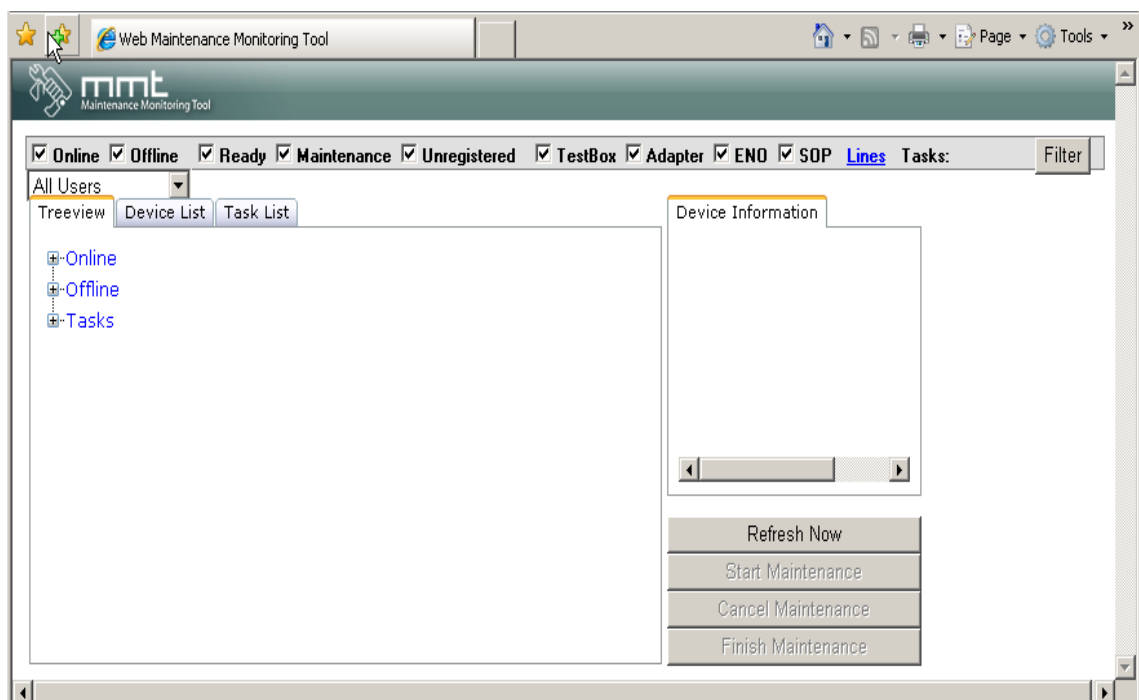 Web Maintenance Monitoring Tool
Page
Tools
»
mmt
Maintenance Monitoring Tool
Online Offline Ready Maintenance Unregistered TestBox Adapter ENO SOP Lines Tasks: Filter
All Users
Treeview Device List Task List
Device Information
Online
Offline
Tasks
Refresh Now
Start Maintenance
Cancel Maintenance
Finish Maintenance